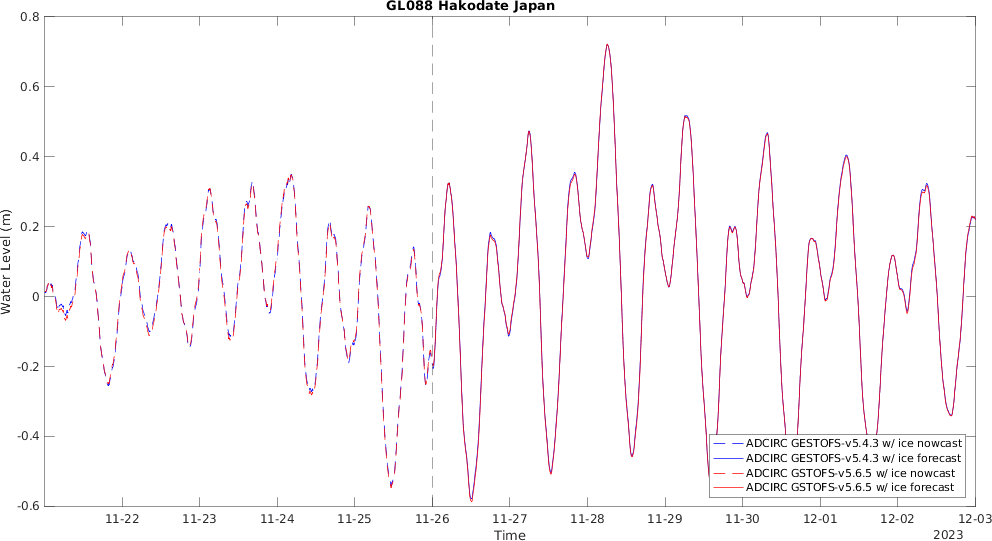 GL088 Hakodate Japan
0.8
0.6
0.4
0.2
0
-0.2
-0.4
-0.6
Water Level (m)
ADCIRC GESTOFS-v5.4.3 w/ ice nowcast
ADCIRC GESTOFS-v5.4.3 w/ ice forecast
ADCIRC GSTOFS-v5.6.5 w/ ice nowcast
ADCIRC GSTOFS-v5.6.5 w/ ice forecast
11-22 11-23 11-24 11-25 11-26 11-27 11-28 11-29 11-30 12-01 12-02 12-03
Time 2023